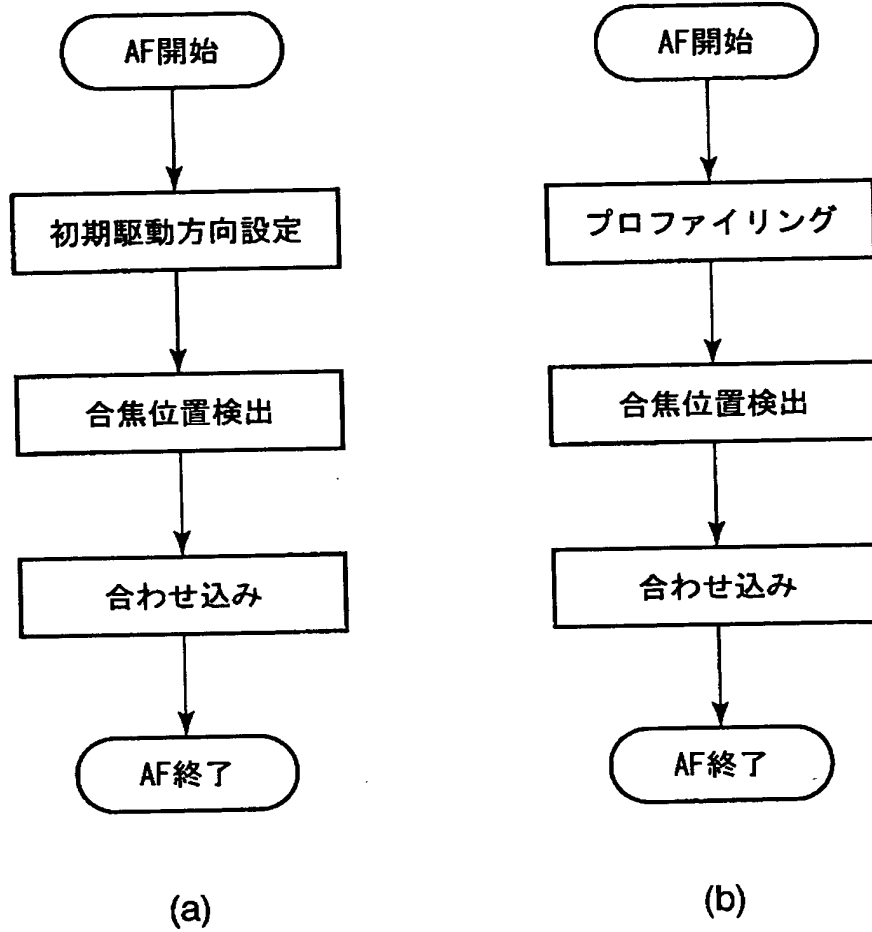 AF開始
初期駆動方向設定
合焦位置検出
合わせ込み
AF終了
(a)
AF開始
プロファイリング
合焦位置検出
合わせ込み
AF終了
(b)